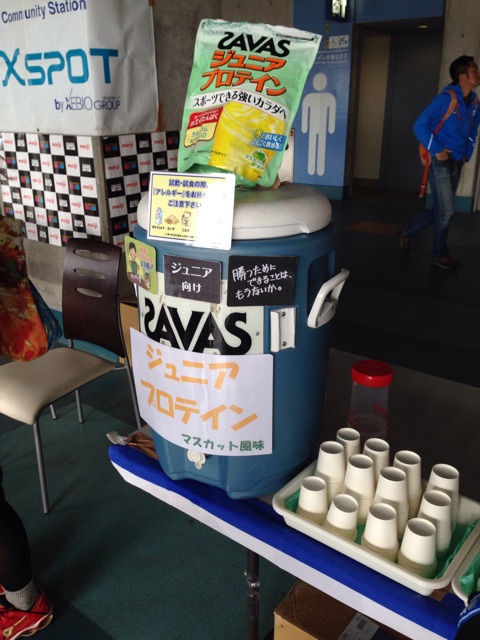 Community Station
XSPOT
by XEBIO GROUP
SAVAS
ジュニア
プロテイン
スポーツできる強いカラダへ
試飲・試食の際、
「アレルギー」をお持
ご注意下さい
ジュニア
向け
勝つために
できることは、
もうないか。
SAVAS
ジュニア
プロテイン
マスカット風味